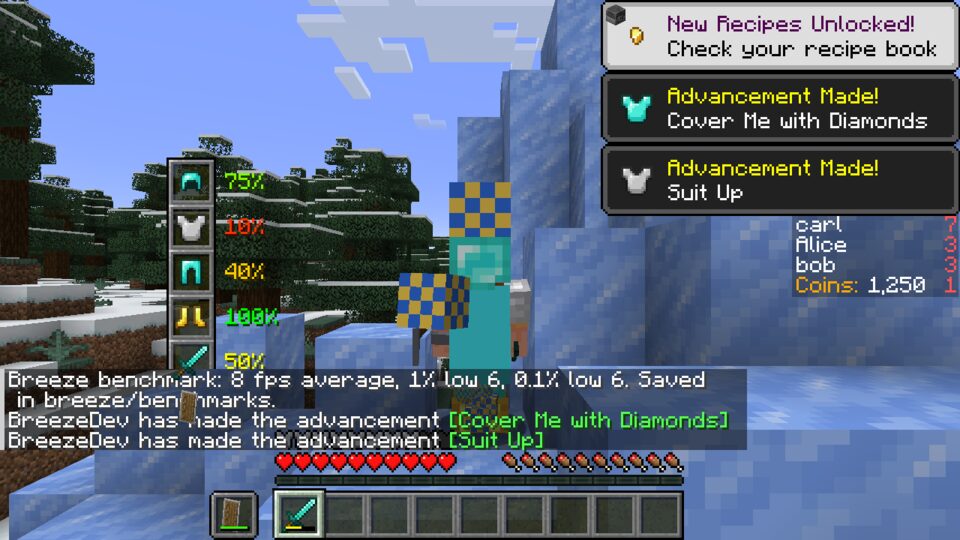 New Recipes Unlocked!
Check your recipe book
Advancement Made!
Cover Me with Diamonds
Advancement Made!
Suit Up
carl 7
Alice 3
bob 3
Coins: 1,250 1
75%
10%
40%
100%
50%
Breeze benchmark: 8 fps average, 1% low 6, 0.1% low 6. Saved
in breeze/benchmarks.
BreezeDev has made the advancement [Cover Me with Diamonds]
BreezeDev has made the advancement [Suit Up]